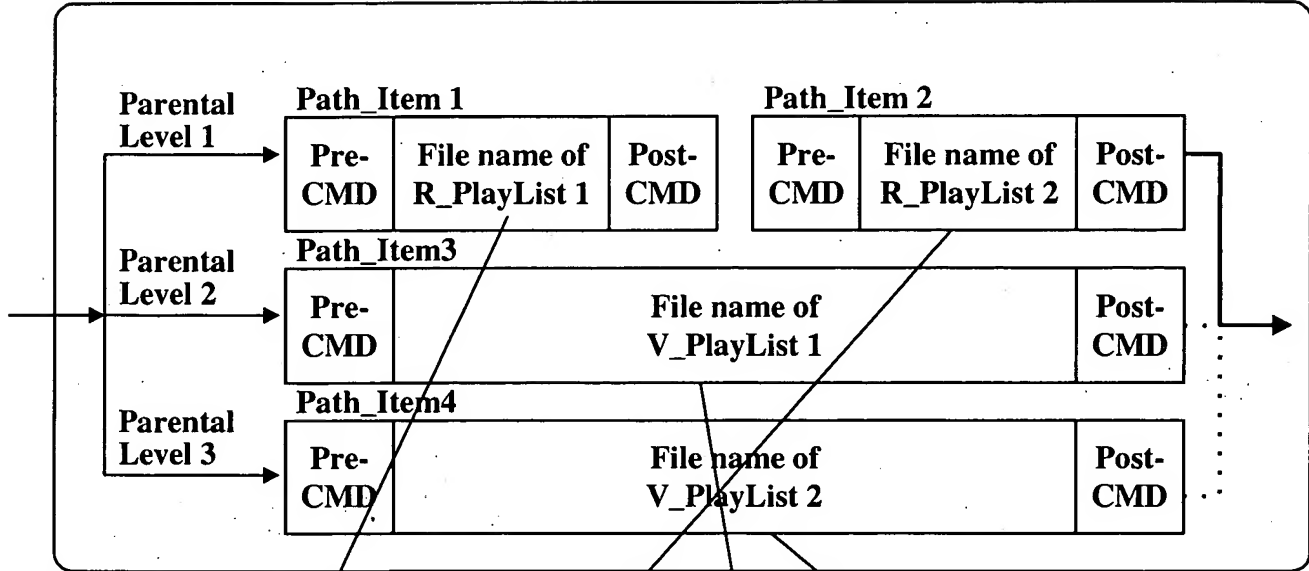 Parental
Level 1
Path_Item 1
Pre-
CMD
File name of
R_PlayList 1
Post-
CMD
Path_Item 2
Pre-
CMD
File name of
R_PlayList 2
Post-
CMD
Parental
Level 2
Path_Item3
Pre-
CMD
File name of
V_PlayList 1
Post-
CMD
Parental
Level 3
Path_Item4
Pre-
CMD
File name of
V_PlayList 2
Post-
CMD